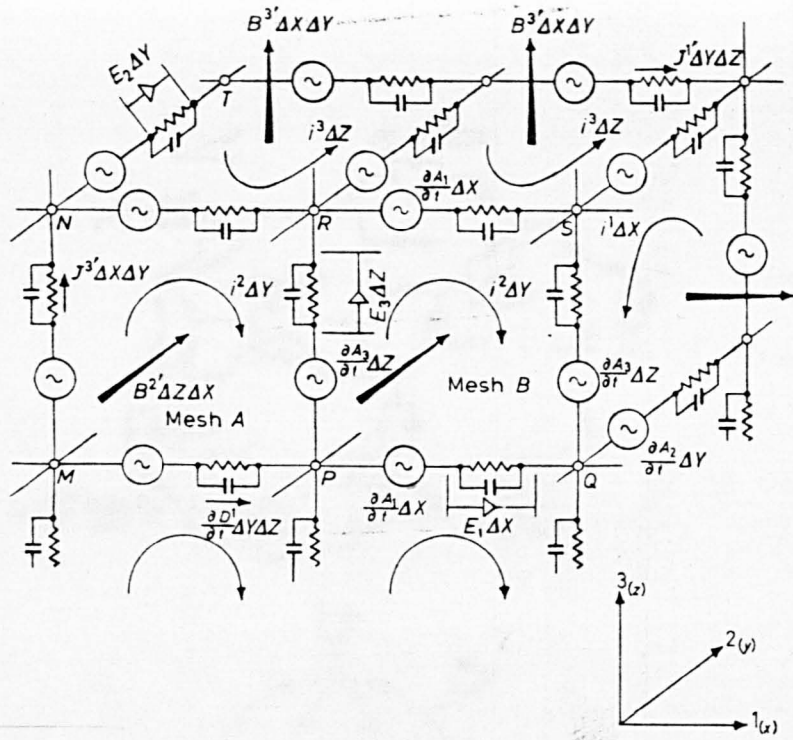 B³′ΔXΔY
B³′ΔXΔY
E₂ΔY
T
J¹′ΔYΔZ
i³ΔZ
i³ΔZ
∂A₁/∂t ΔX
N
R
S
i¹ΔX
J³′ΔXΔY
i²ΔY
E₃ΔZ
i²ΔY
∂A₃/∂t ΔZ
∂A₃/∂t ΔZ
B²′ΔZΔX
Mesh A
Mesh B
∂A₂/∂t ΔY
M
P
Q
∂D¹/∂t ΔYΔZ
∂A₁/∂t ΔX
E₁ΔX
3(z)
2(y)
1(x)